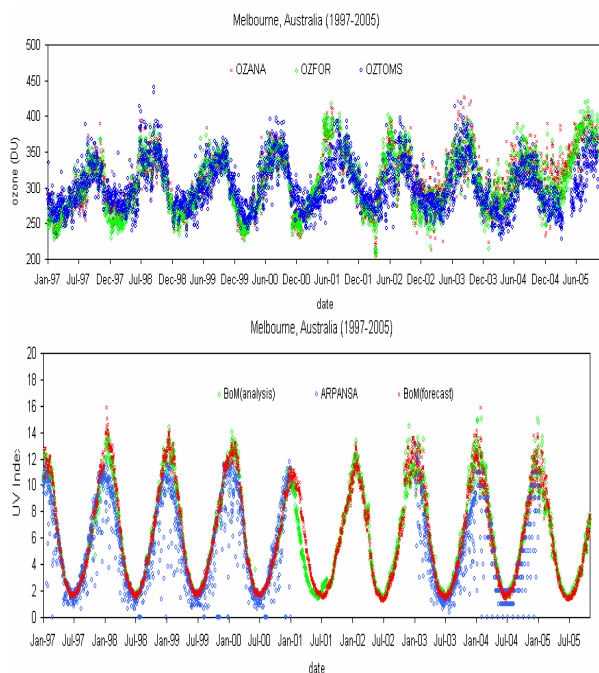 Melbourne, Australia (1997-2005)
500
450
400
350
300
250
200
ozone (DU)
OZANA OZFOR OZTOMS
Jan-97 Jul-97 Dec-97 Jun-98 Dec-98 Jun-99 Dec-99 Jun-00 Dec-00 Jun-01 Dec-01 Jun-02 Dec-02 Jun-03 Dec-03 Jun-04 Dec-04 Jun-05
date
Melbourne, Australia (1997-2005)
20
18
16
14
12
10
8
6
4
2
0
UV Index
BoM(analysis) ARPANSA BoM(forecast)
Jan-97 Jul-97 Jan-98 Jul-98 Jan-99 Jul-99 Jan-00 Jul-00 Jan-01 Jul-01 Jan-02 Jul-02 Jan-03 Jul-03 Jan-04 Jul-04 Jan-05 Jul-05
date